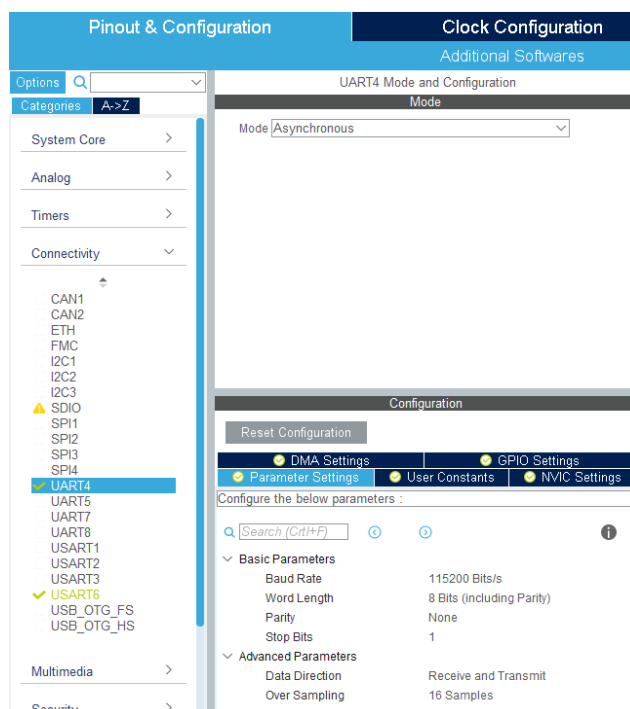 Pinout & Configuration
Clock Configuration
Additional Softwares
Options
Categories
A->Z
System Core
Analog
Timers
Connectivity
CAN1
CAN2
ETH
FMC
I2C1
I2C2
I2C3
SDIO
SPI1
SPI2
SPI3
SPI4
UART4
UART5
UART7
UART8
USART1
USART2
USART3
USART6
USB_OTG_FS
USB_OTG_HS
Multimedia
Security
UART4 Mode and Configuration
Mode
Mode Asynchronous
Configuration
Reset Configuration
DMA Settings
GPIO Settings
Parameter Settings
User Constants
NVIC Settings
Configure the below parameters :
Search (CrtI+F)
Basic Parameters
Baud Rate 115200 Bits/s
Word Length 8 Bits (including Parity)
Parity None
Stop Bits 1
Advanced Parameters
Data Direction Receive and Transmit
Over Sampling 16 Samples